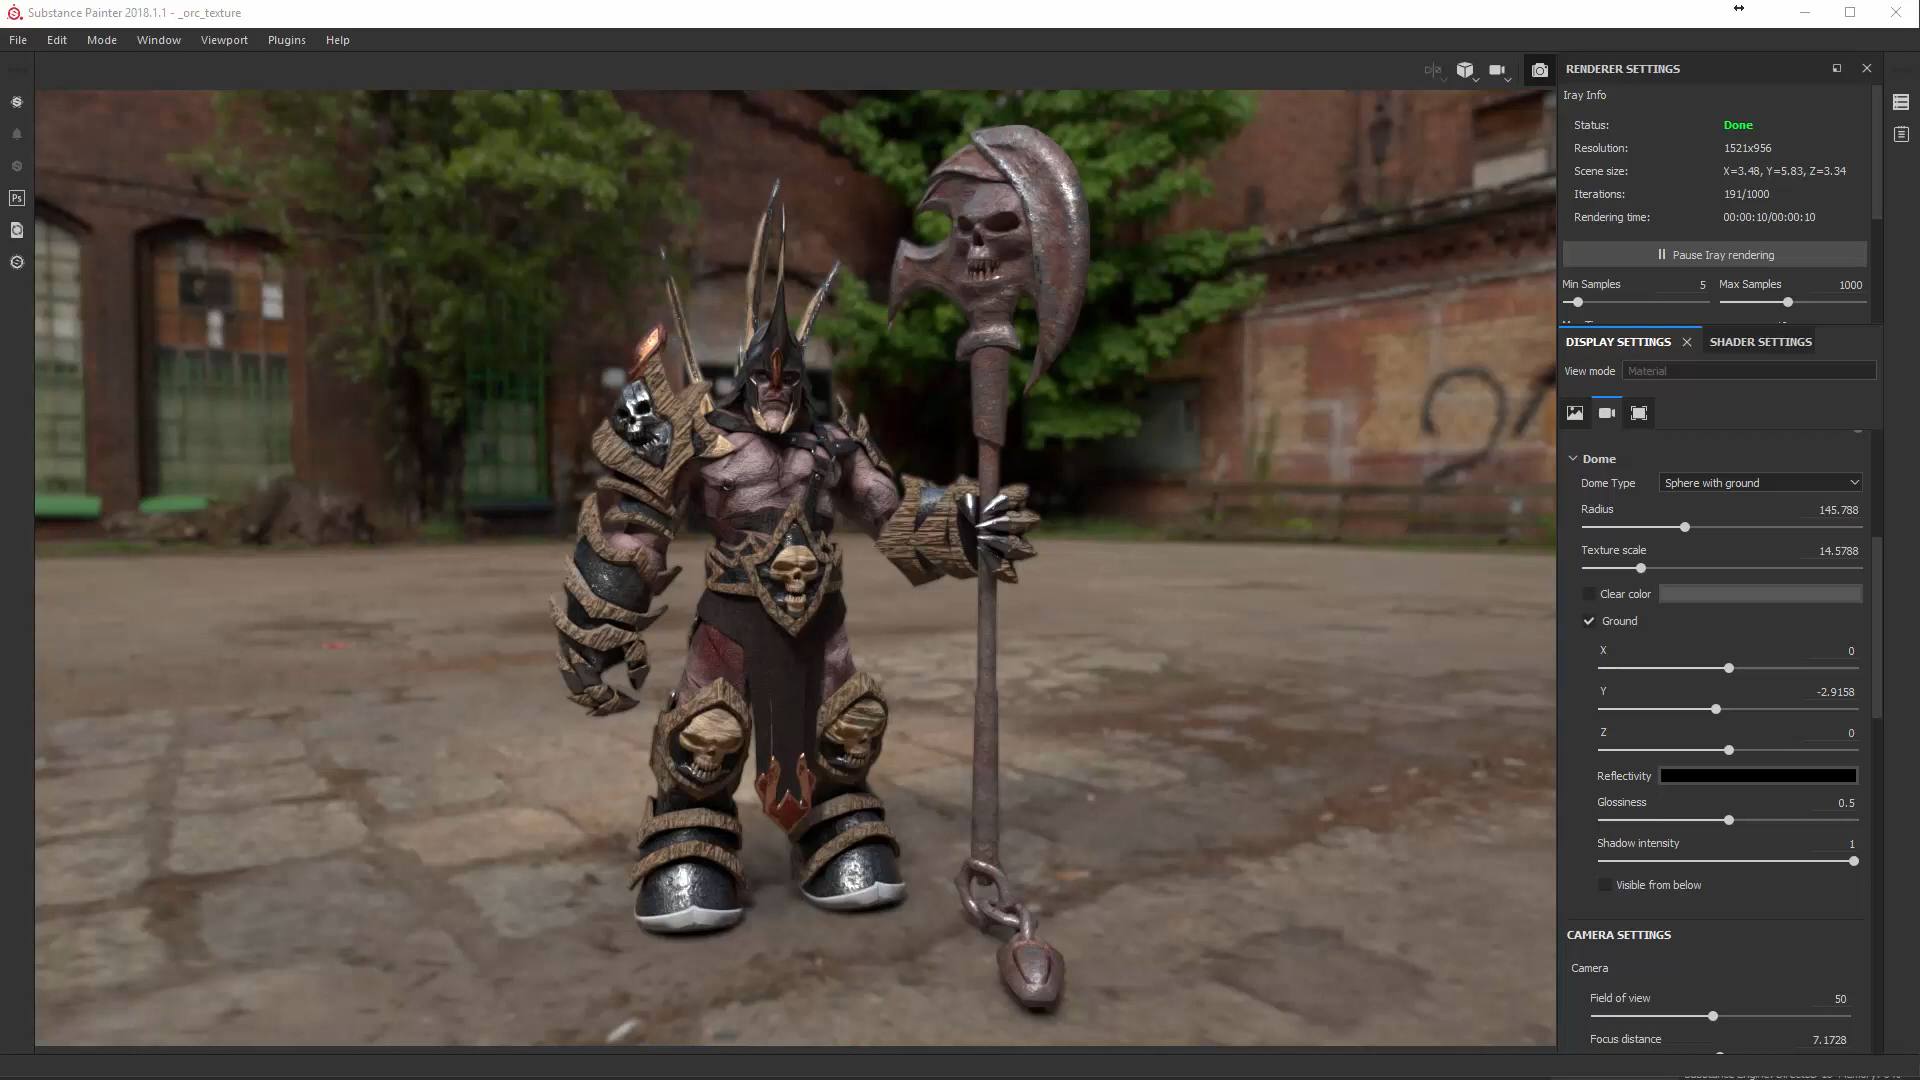 Substance Painter 2018.1.1 - _orc_texture
File Edit Mode Window Viewport Plugins Help
RENDERER SETTINGS
Iray Info
Status: Done
Resolution: 1521x956
Scene size: X=3.48, Y=5.83, Z=3.34
Iterations: 191/1000
Rendering time: 00:00:10/00:00:10
Pause Iray rendering
Min Samples 5 Max Samples 1000
DISPLAY SETTINGS SHADER SETTINGS
View mode Material
Ps
Dome
Dome Type Sphere with ground
Radius 145.788
Texture scale 14.5788
Clear color
Ground
X 0
Y -2.9158
Z 0
Reflectivity
Glossiness 0.5
Shadow intensity 1
Visible from below
CAMERA SETTINGS
Camera
Field of view 50
Focus distance 7.1728